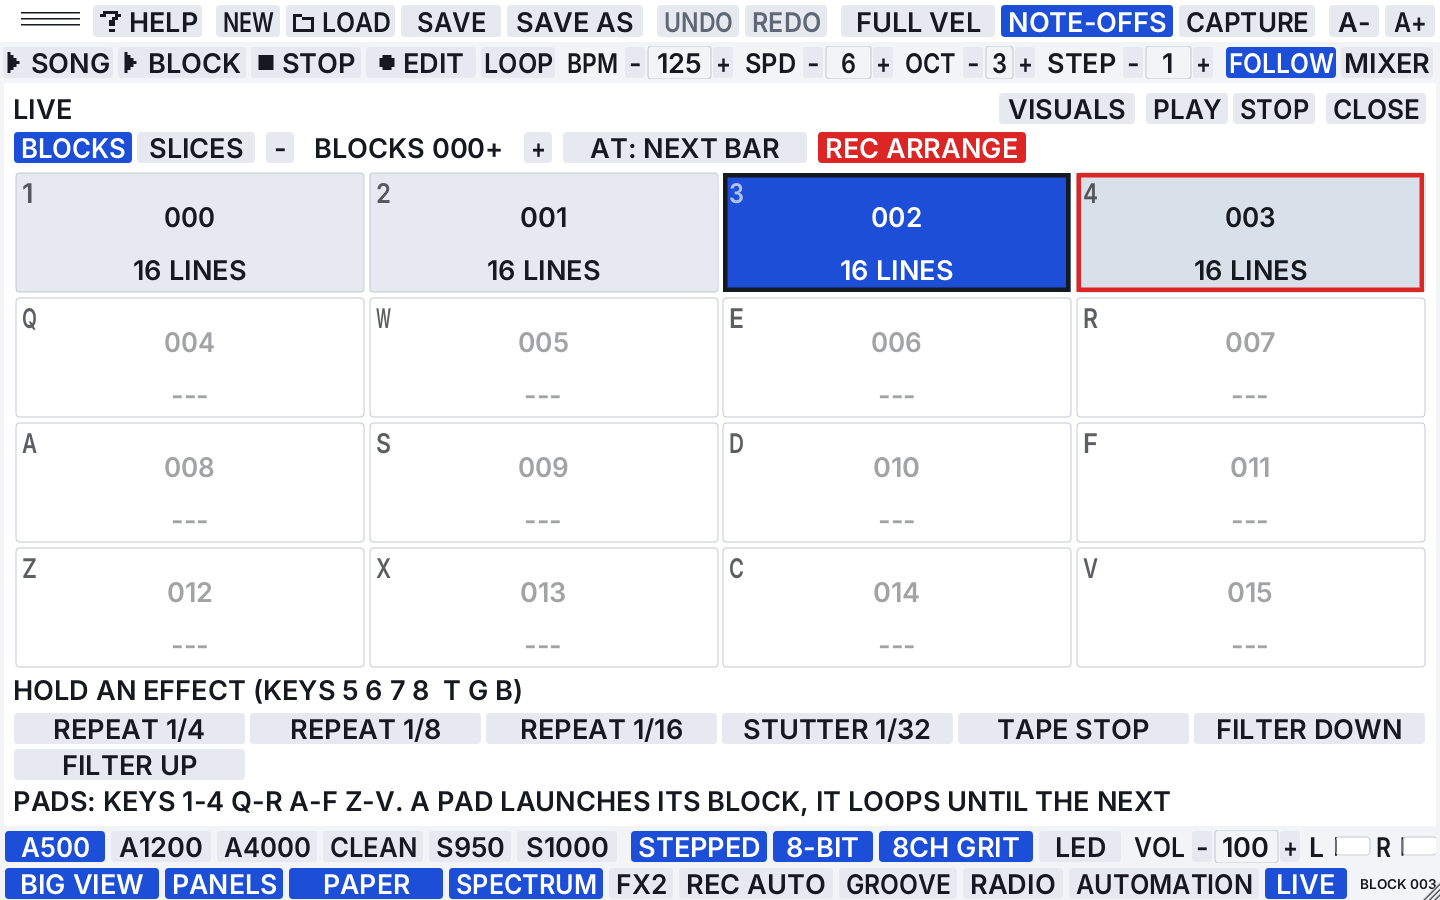 HELP NEW LOAD SAVE SAVE AS UNDO REDO FULL VEL NOTE-OFFS CAPTURE A- A+
SONG BLOCK STOP EDIT LOOP BPM - 125 + SPD - 6 + OCT - 3 + STEP - 1 + FOLLOW MIXER
LIVE VISUALS PLAY STOP CLOSE
BLOCKS SLICES - BLOCKS 000+ + AT: NEXT BAR REC ARRANGE
1 2 3 4
000 001 002 003
16 LINES 16 LINES 16 LINES 16 LINES
Q W E R
004 005 006 007
--- --- --- ---
A S D F
008 009 010 011
--- --- --- ---
Z X C V
012 013 014 015
--- --- --- ---
HOLD AN EFFECT (KEYS 5 6 7 8 T G B)
REPEAT 1/4 REPEAT 1/8 REPEAT 1/16 STUTTER 1/32 TAPE STOP FILTER DOWN
FILTER UP
PADS: KEYS 1-4 Q-R A-F Z-V. A PAD LAUNCHES ITS BLOCK, IT LOOPS UNTIL THE NEXT
A500 A1200 A4000 CLEAN S950 S1000 STEPPED 8-BIT 8CH GRIT LED VOL - 100 + L R
BIG VIEW PANELS PAPER SPECTRUM FX2 REC AUTO GROOVE RADIO AUTOMATION LIVE BLOCK 003